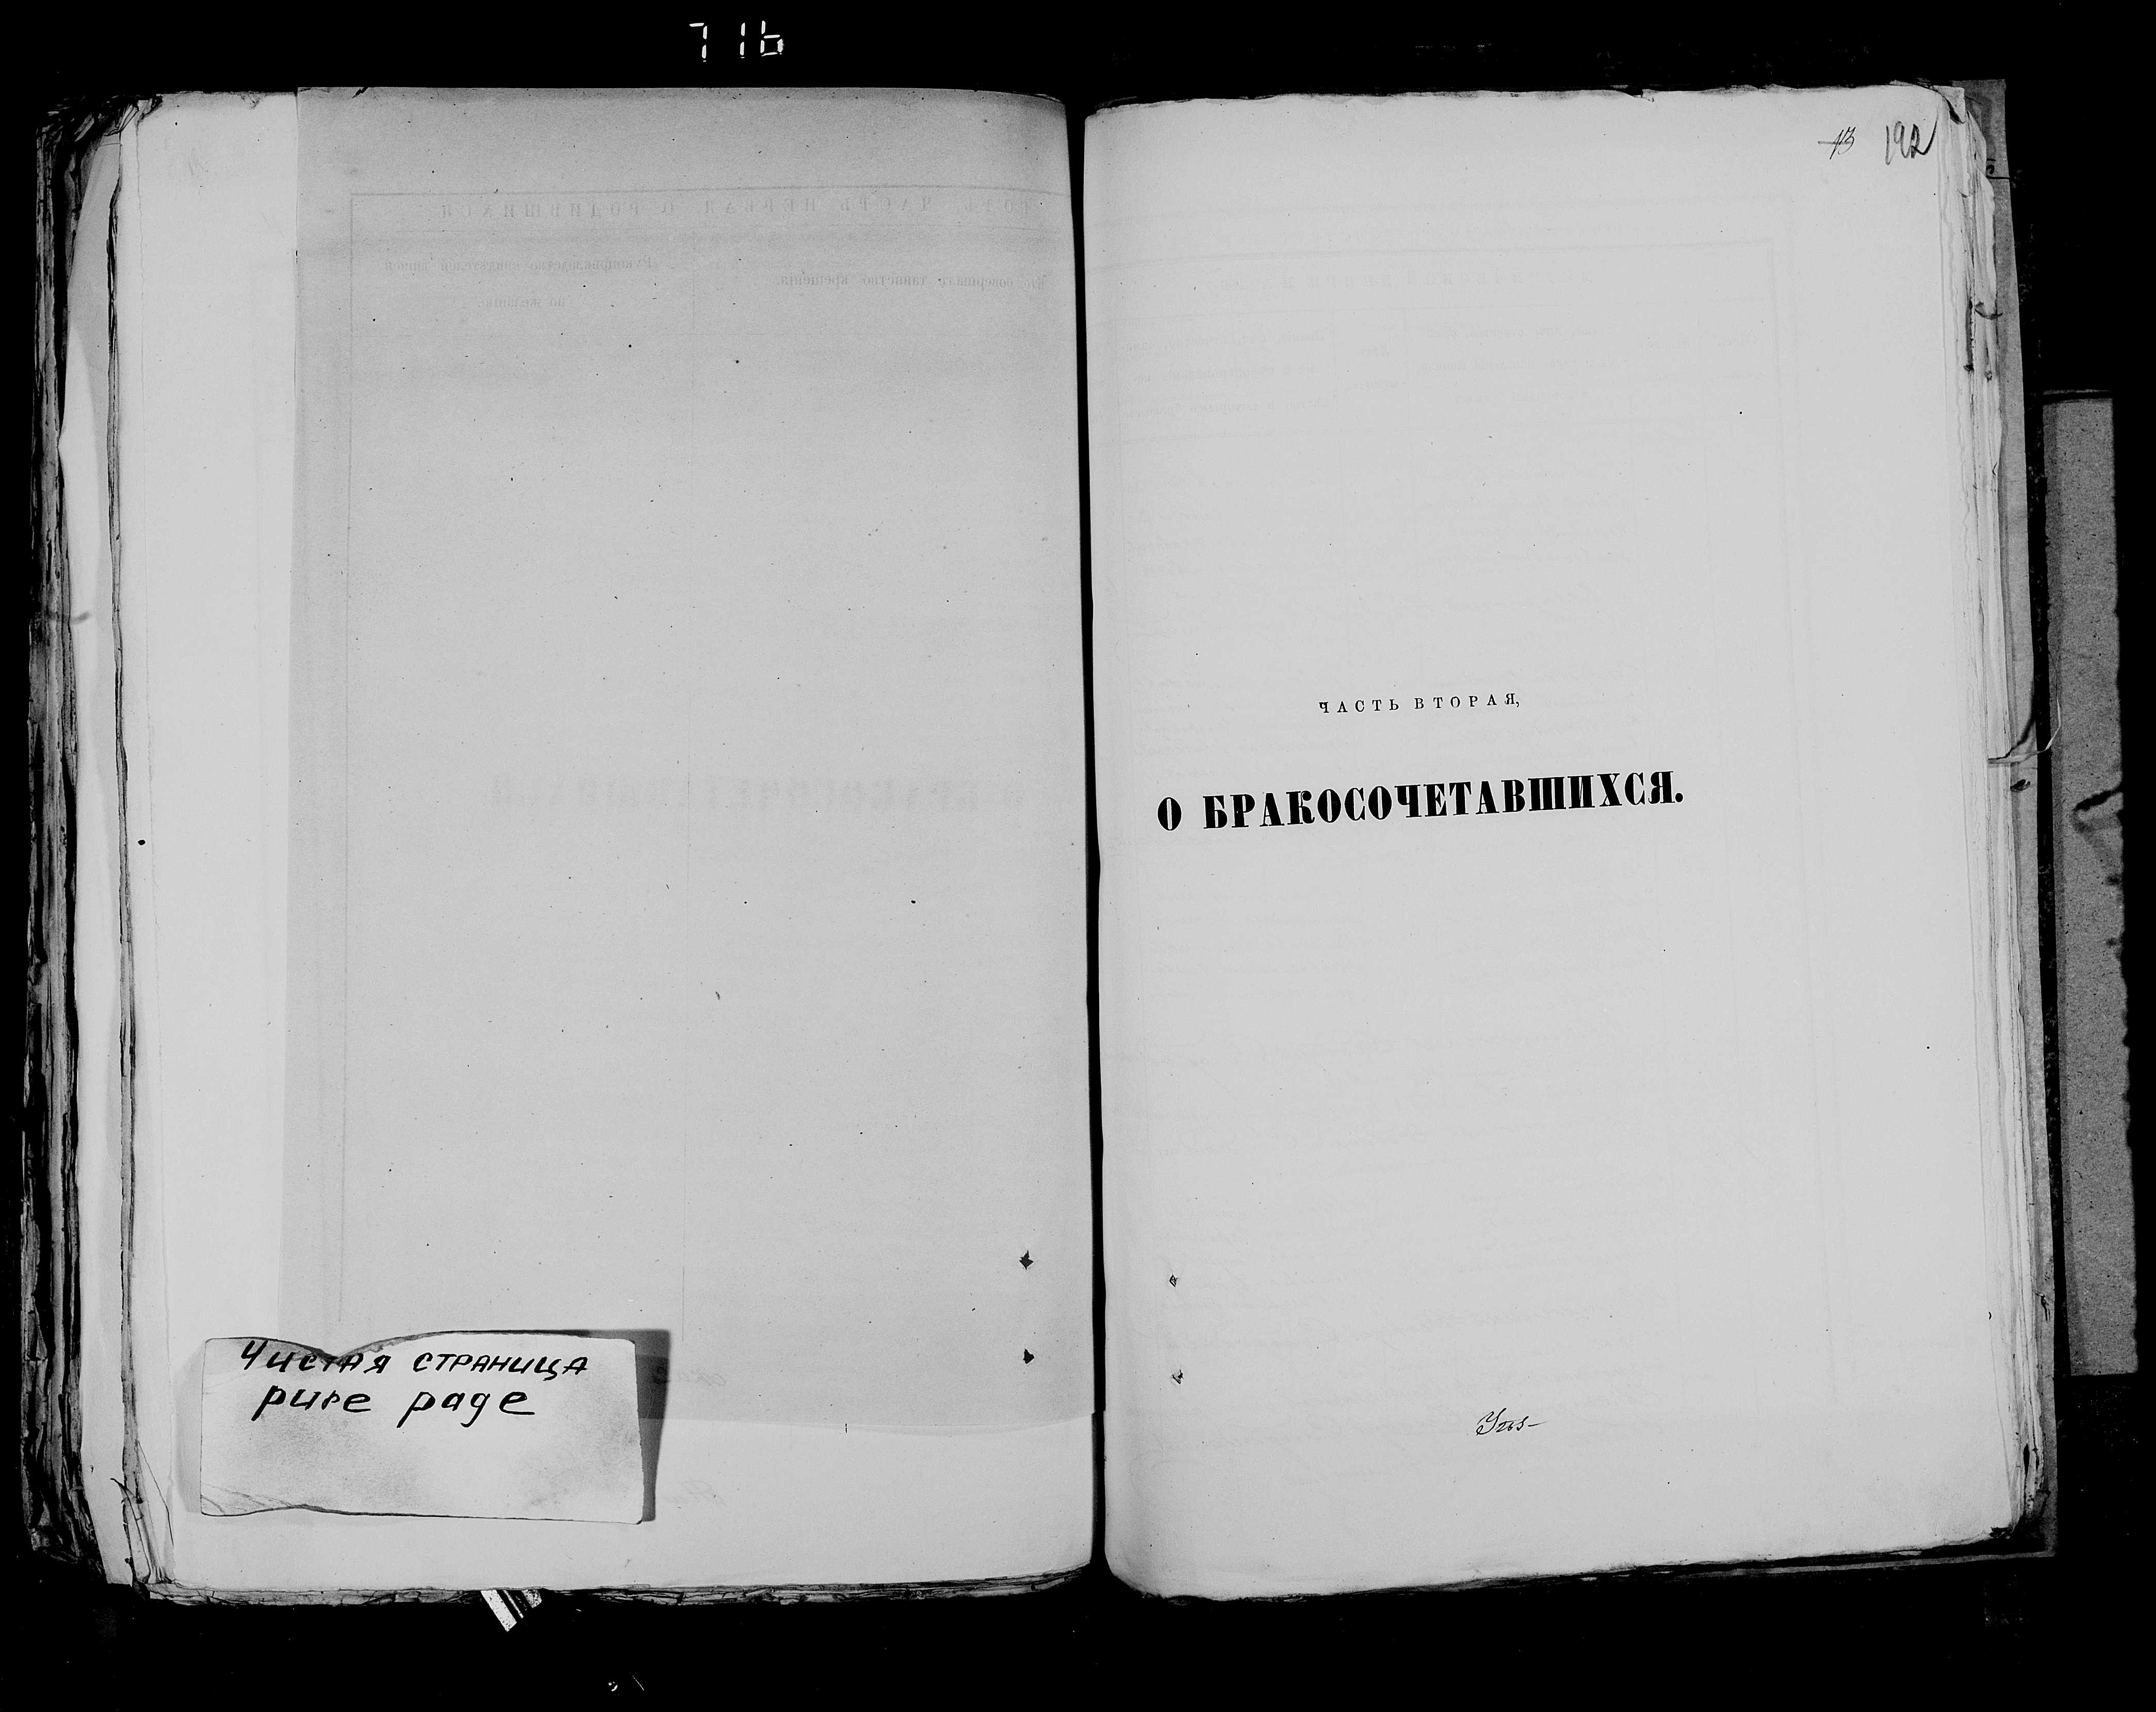 716
Чистая страница
pure page
13 192
ЧАСТЬ ВТОРАЯ,
О БРАКОСОЧЕТАВШИХСЯ.